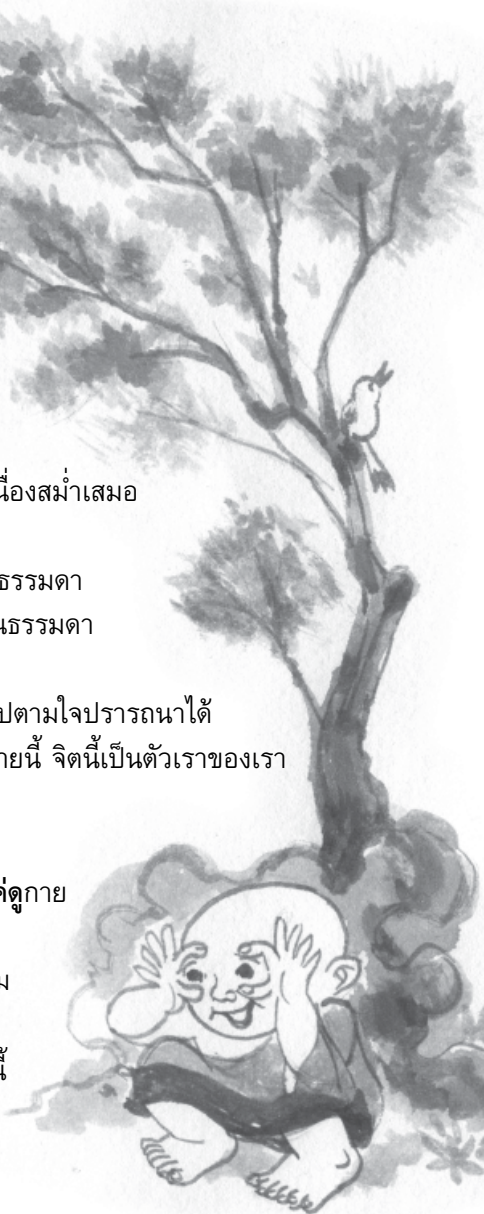 นื่องสม่ำเสมอ
ธรรมดา
นธรรมดา
ปตามใจปรารถนาได้
ายนี้ จิตนี้เป็นตัวเราของเรา
ค่ดูกาย
ม
นี้